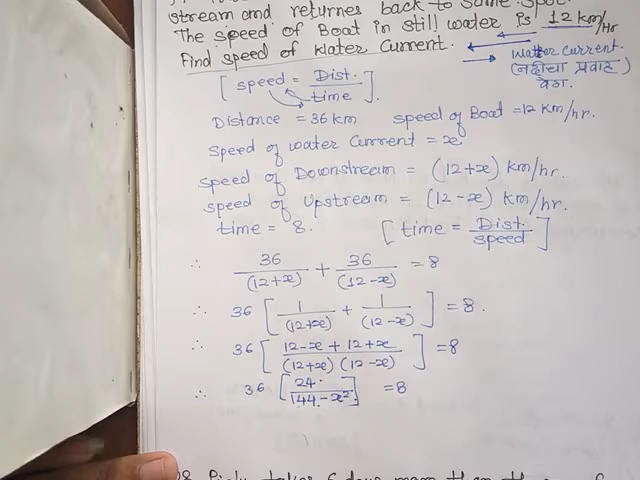 stream and returnes back to same spot.
The speed of Boat in still water is 12 km/Hr
Find speed of Water Current.
water current.
(नदीचा प्रवाह)
वेग.
[ speed = Dist. / time ].
Distance = 36 km speed of Boat = 12 Km/hr.
speed of water Current = x
speed of Downstream = (12+x) Km/hr.
speed of Upstream = (12-x) Km/hr.
time = 8. [ time = Dist. / speed ]
∴ 36/(12+x) + 36/(12-x) = 8
∴ 36 [ 1/(12+x) + 1/(12-x) ] = 8.
∴ 36 [ 12-x + 12+x / (12+x) (12-x) ] = 8
∴ 36 [ 24. / 144-x² ] = 8